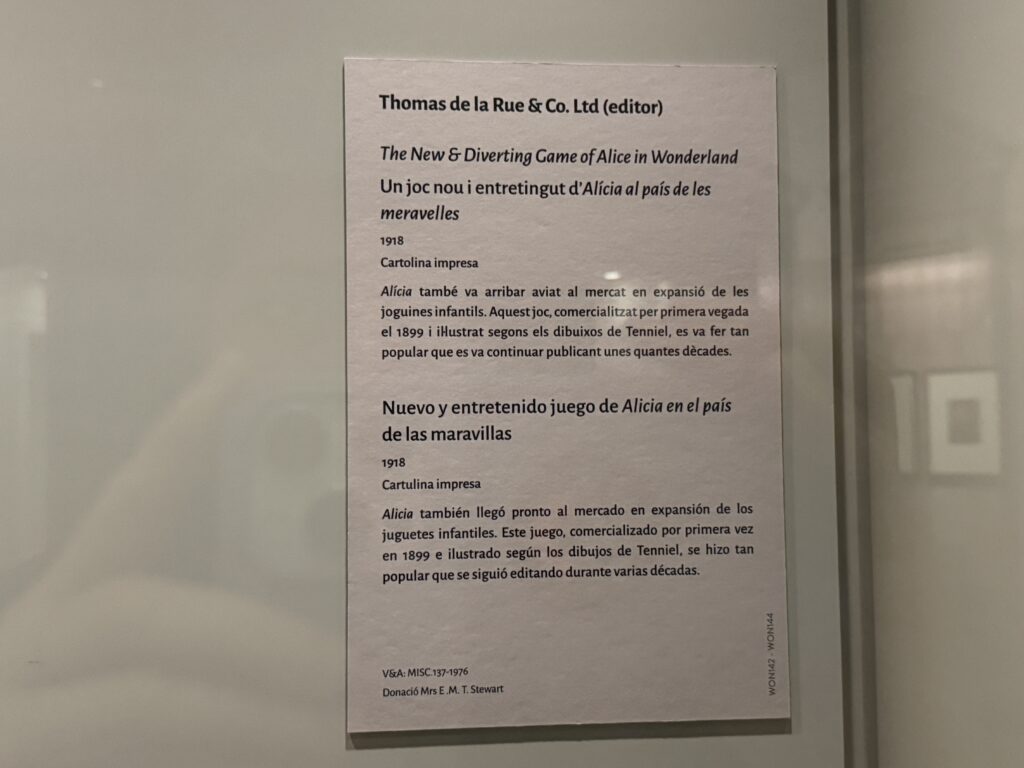 Thomas de la Rue & Co. Ltd (editor)
The New & Diverting Game of Alice in Wonderland
Un joc nou i entretingut d’Alícia al país de les
meravelles
1918
Cartolina impresa
Alícia també va arribar aviat al mercat en expansió de les
joguines infantils. Aquest joc, comercialitzat per primera vegada
el 1899 i il·lustrat segons els dibuixos de Tenniel, es va fer tan
popular que es va continuar publicant unes quantes dècades.
Nuevo y entretenido juego de Alicia en el país
de las maravillas
1918
Cartulina impresa
Alicia también llegó pronto al mercado en expansión de los
juguetes infantiles. Este juego, comercializado por primera vez
en 1899 e ilustrado según los dibujos de Tenniel, se hizo tan
popular que se siguió editando durante varias décadas.
V&A: MISC.137-1976
Donació Mrs E .M. T. Stewart
WON142 - WON144